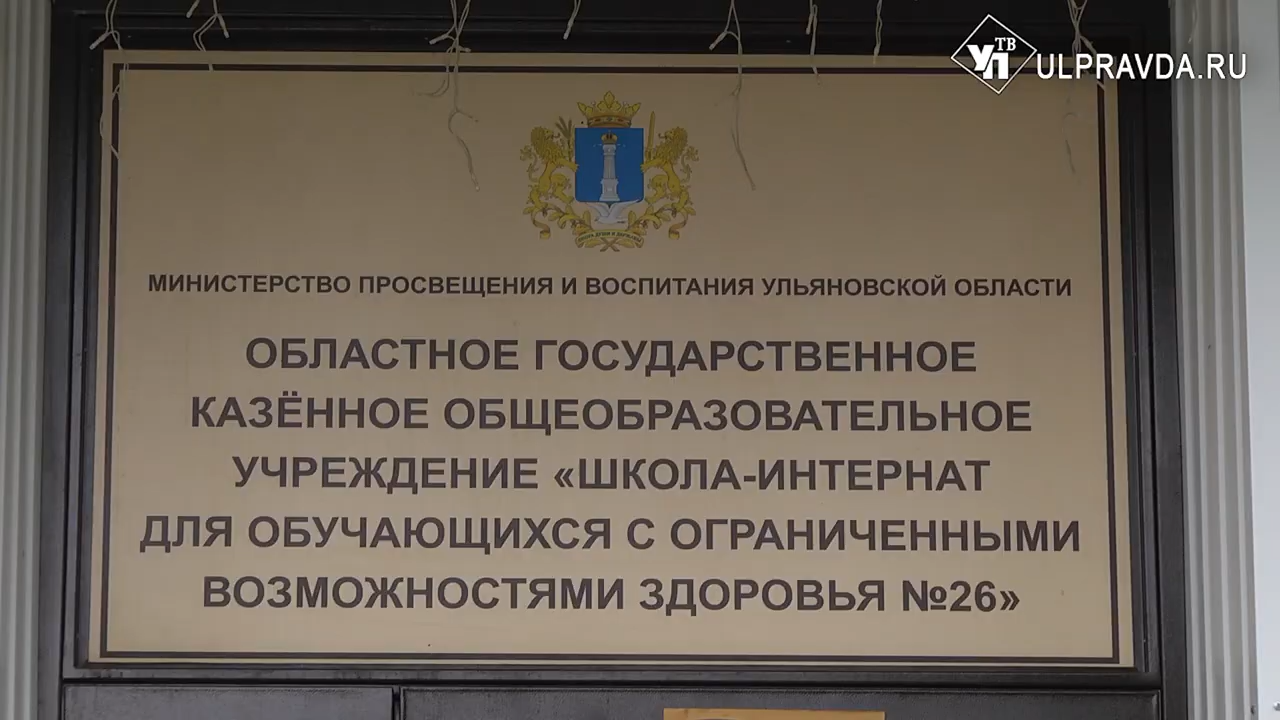 УП ТВ ULPRAVDA.RU
МИНИСТЕРСТВО ПРОСВЕЩЕНИЯ И ВОСПИТАНИЯ УЛЬЯНОВСКОЙ ОБЛАСТИ
ОБЛАСТНОЕ ГОСУДАРСТВЕННОЕ
КАЗЁННОЕ ОБЩЕОБРАЗОВАТЕЛЬНОЕ
УЧРЕЖДЕНИЕ «ШКОЛА-ИНТЕРНАТ
ДЛЯ ОБУЧАЮЩИХСЯ С ОГРАНИЧЕННЫМИ
ВОЗМОЖНОСТЯМИ ЗДОРОВЬЯ №26»